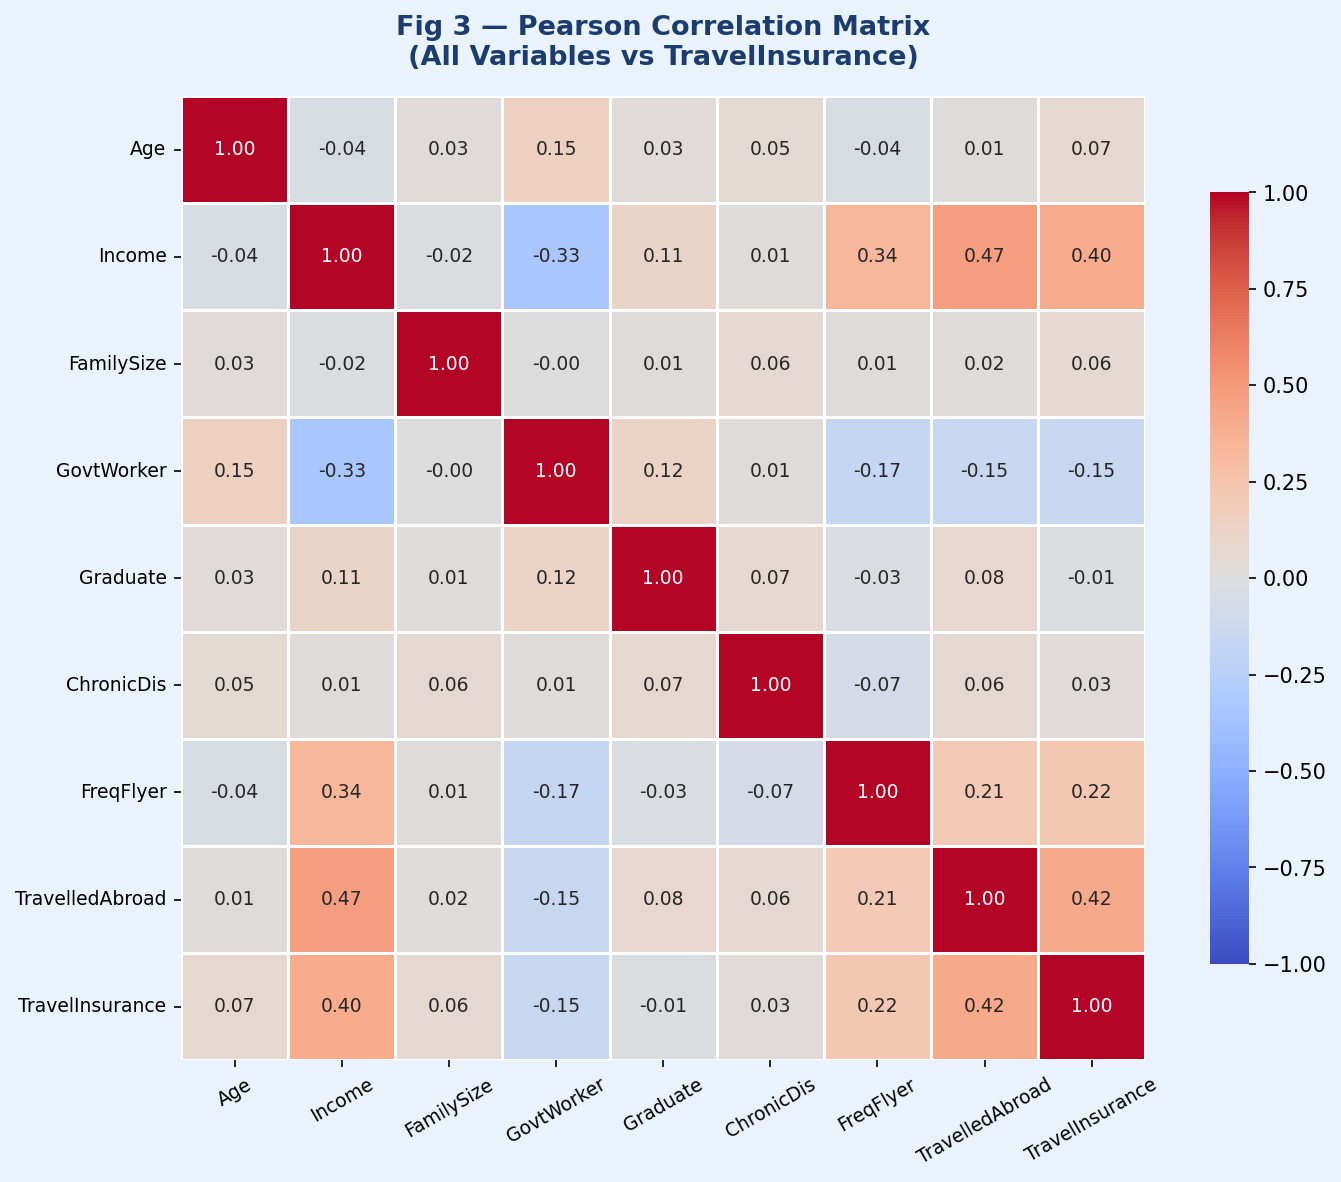 Fig 3 — Pearson Correlation Matrix
(All Variables vs TravelInsurance)
Age 1.00 -0.04 0.03 0.15 0.03 0.05 -0.04 0.01 0.07
Income -0.04 1.00 -0.02 -0.33 0.11 0.01 0.34 0.47 0.40
FamilySize 0.03 -0.02 1.00 -0.00 0.01 0.06 0.01 0.02 0.06
GovtWorker 0.15 -0.33 -0.00 1.00 0.12 0.01 -0.17 -0.15 -0.15
Graduate 0.03 0.11 0.01 0.12 1.00 0.07 -0.03 0.08 -0.01
ChronicDis 0.05 0.01 0.06 0.01 0.07 1.00 -0.07 0.06 0.03
FreqFlyer -0.04 0.34 0.01 -0.17 -0.03 -0.07 1.00 0.21 0.22
TravelledAbroad 0.01 0.47 0.02 -0.15 0.08 0.06 0.21 1.00 0.42
TravelInsurance 0.07 0.40 0.06 -0.15 -0.01 0.03 0.22 0.42 1.00
Age Income FamilySize GovtWorker Graduate ChronicDis FreqFlyer TravelledAbroad TravelInsurance
1.00
0.75
0.50
0.25
0.00
−0.25
−0.50
−0.75
−1.00